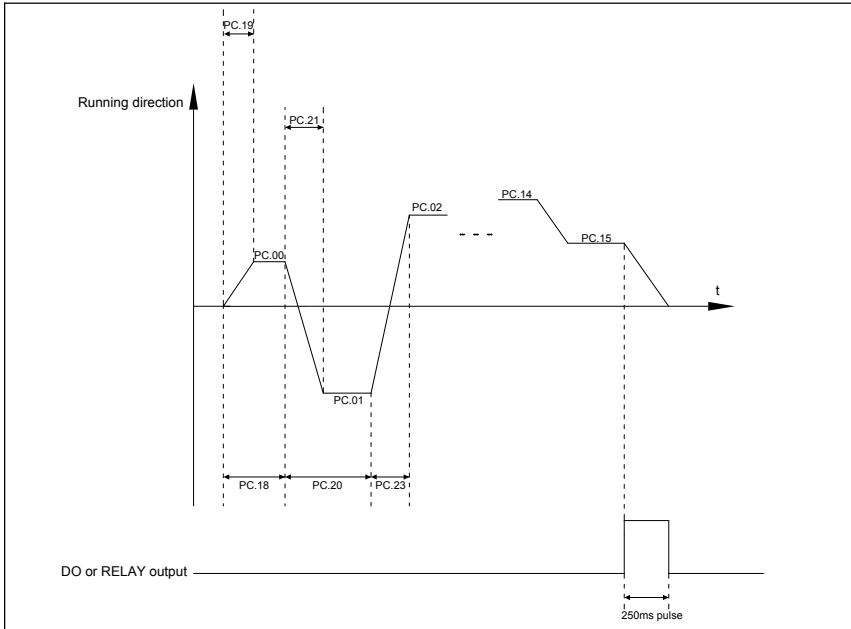 PC.19
Running direction
PC.21
PC.14
PC.02
PC.15
PC.00
t
PC.01
PC.18
PC.20
PC.23
DO or RELAY output
250ms pulse